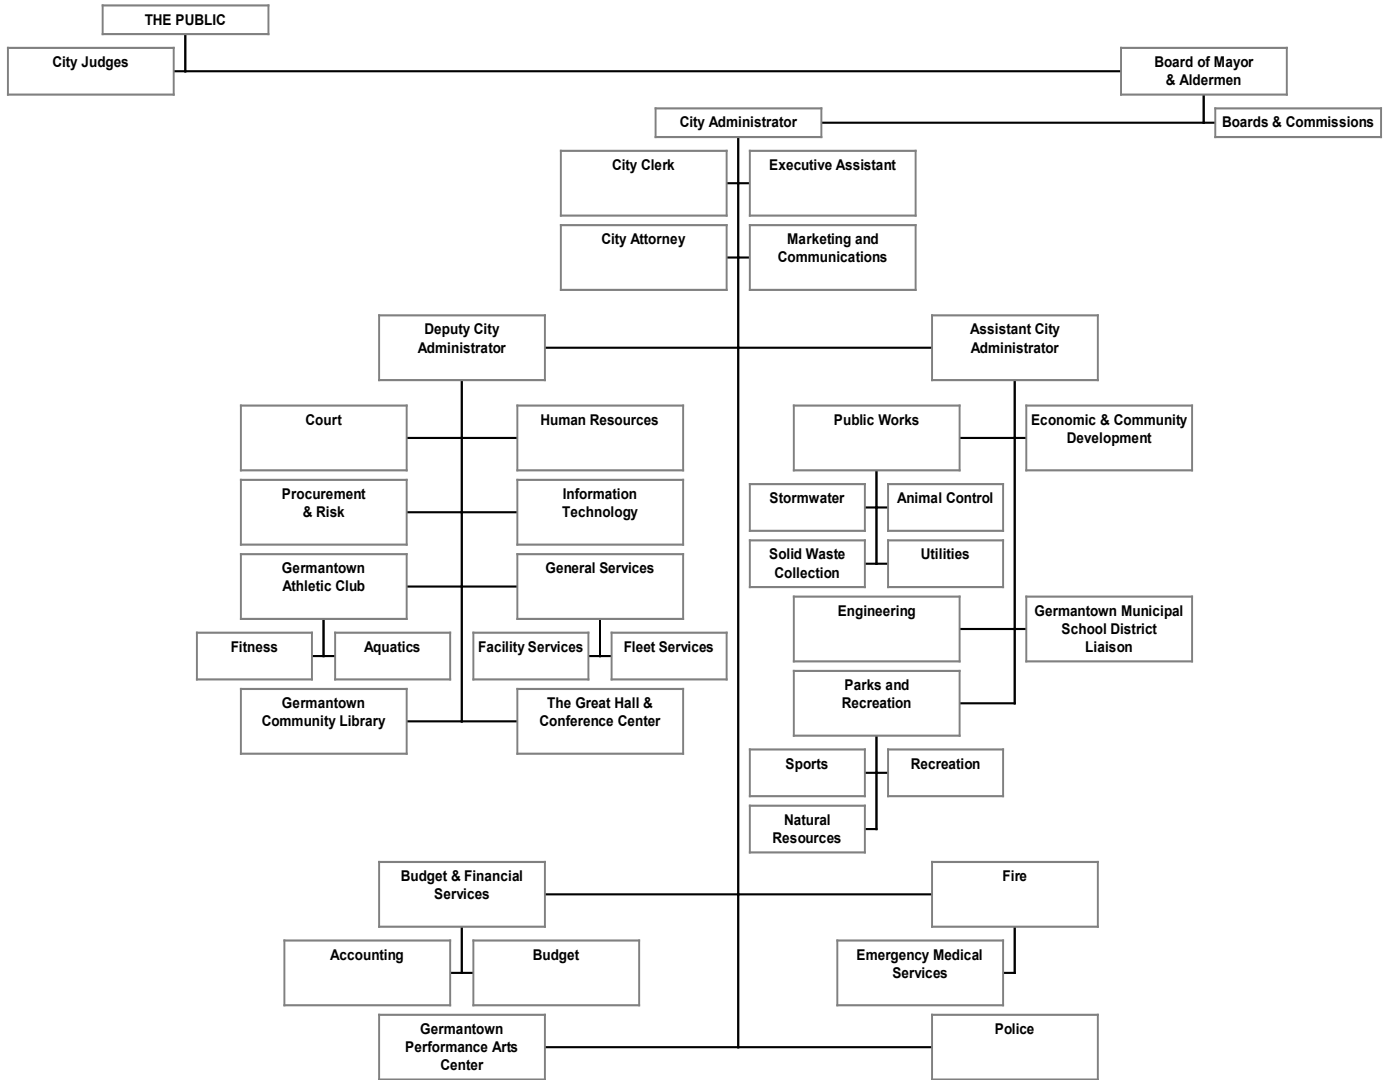 THE PUBLIC
City Judges
Board of Mayor
& Aldermen
City Administrator
Boards & Commissions
City Clerk
Executive Assistant
City Attorney
Marketing and
Communications
Deputy City
Administrator
Assistant City
Administrator
Court
Human Resources
Public Works
Economic & Community
Development
Procurement
& Risk
Information
Technology
Stormwater
Animal Control
Germantown
Athletic Club
General Services
Solid Waste
Collection
Utilities
Engineering
Germantown Municipal
School District
Liaison
Fitness
Aquatics
Facility Services
Fleet Services
Germantown
Community Library
The Great Hall &
Conference Center
Parks and
Recreation
Sports
Recreation
Natural
Resources
Budget & Financial
Services
Fire
Accounting
Budget
Emergency Medical
Services
Germantown
Performance Arts
Center
Police